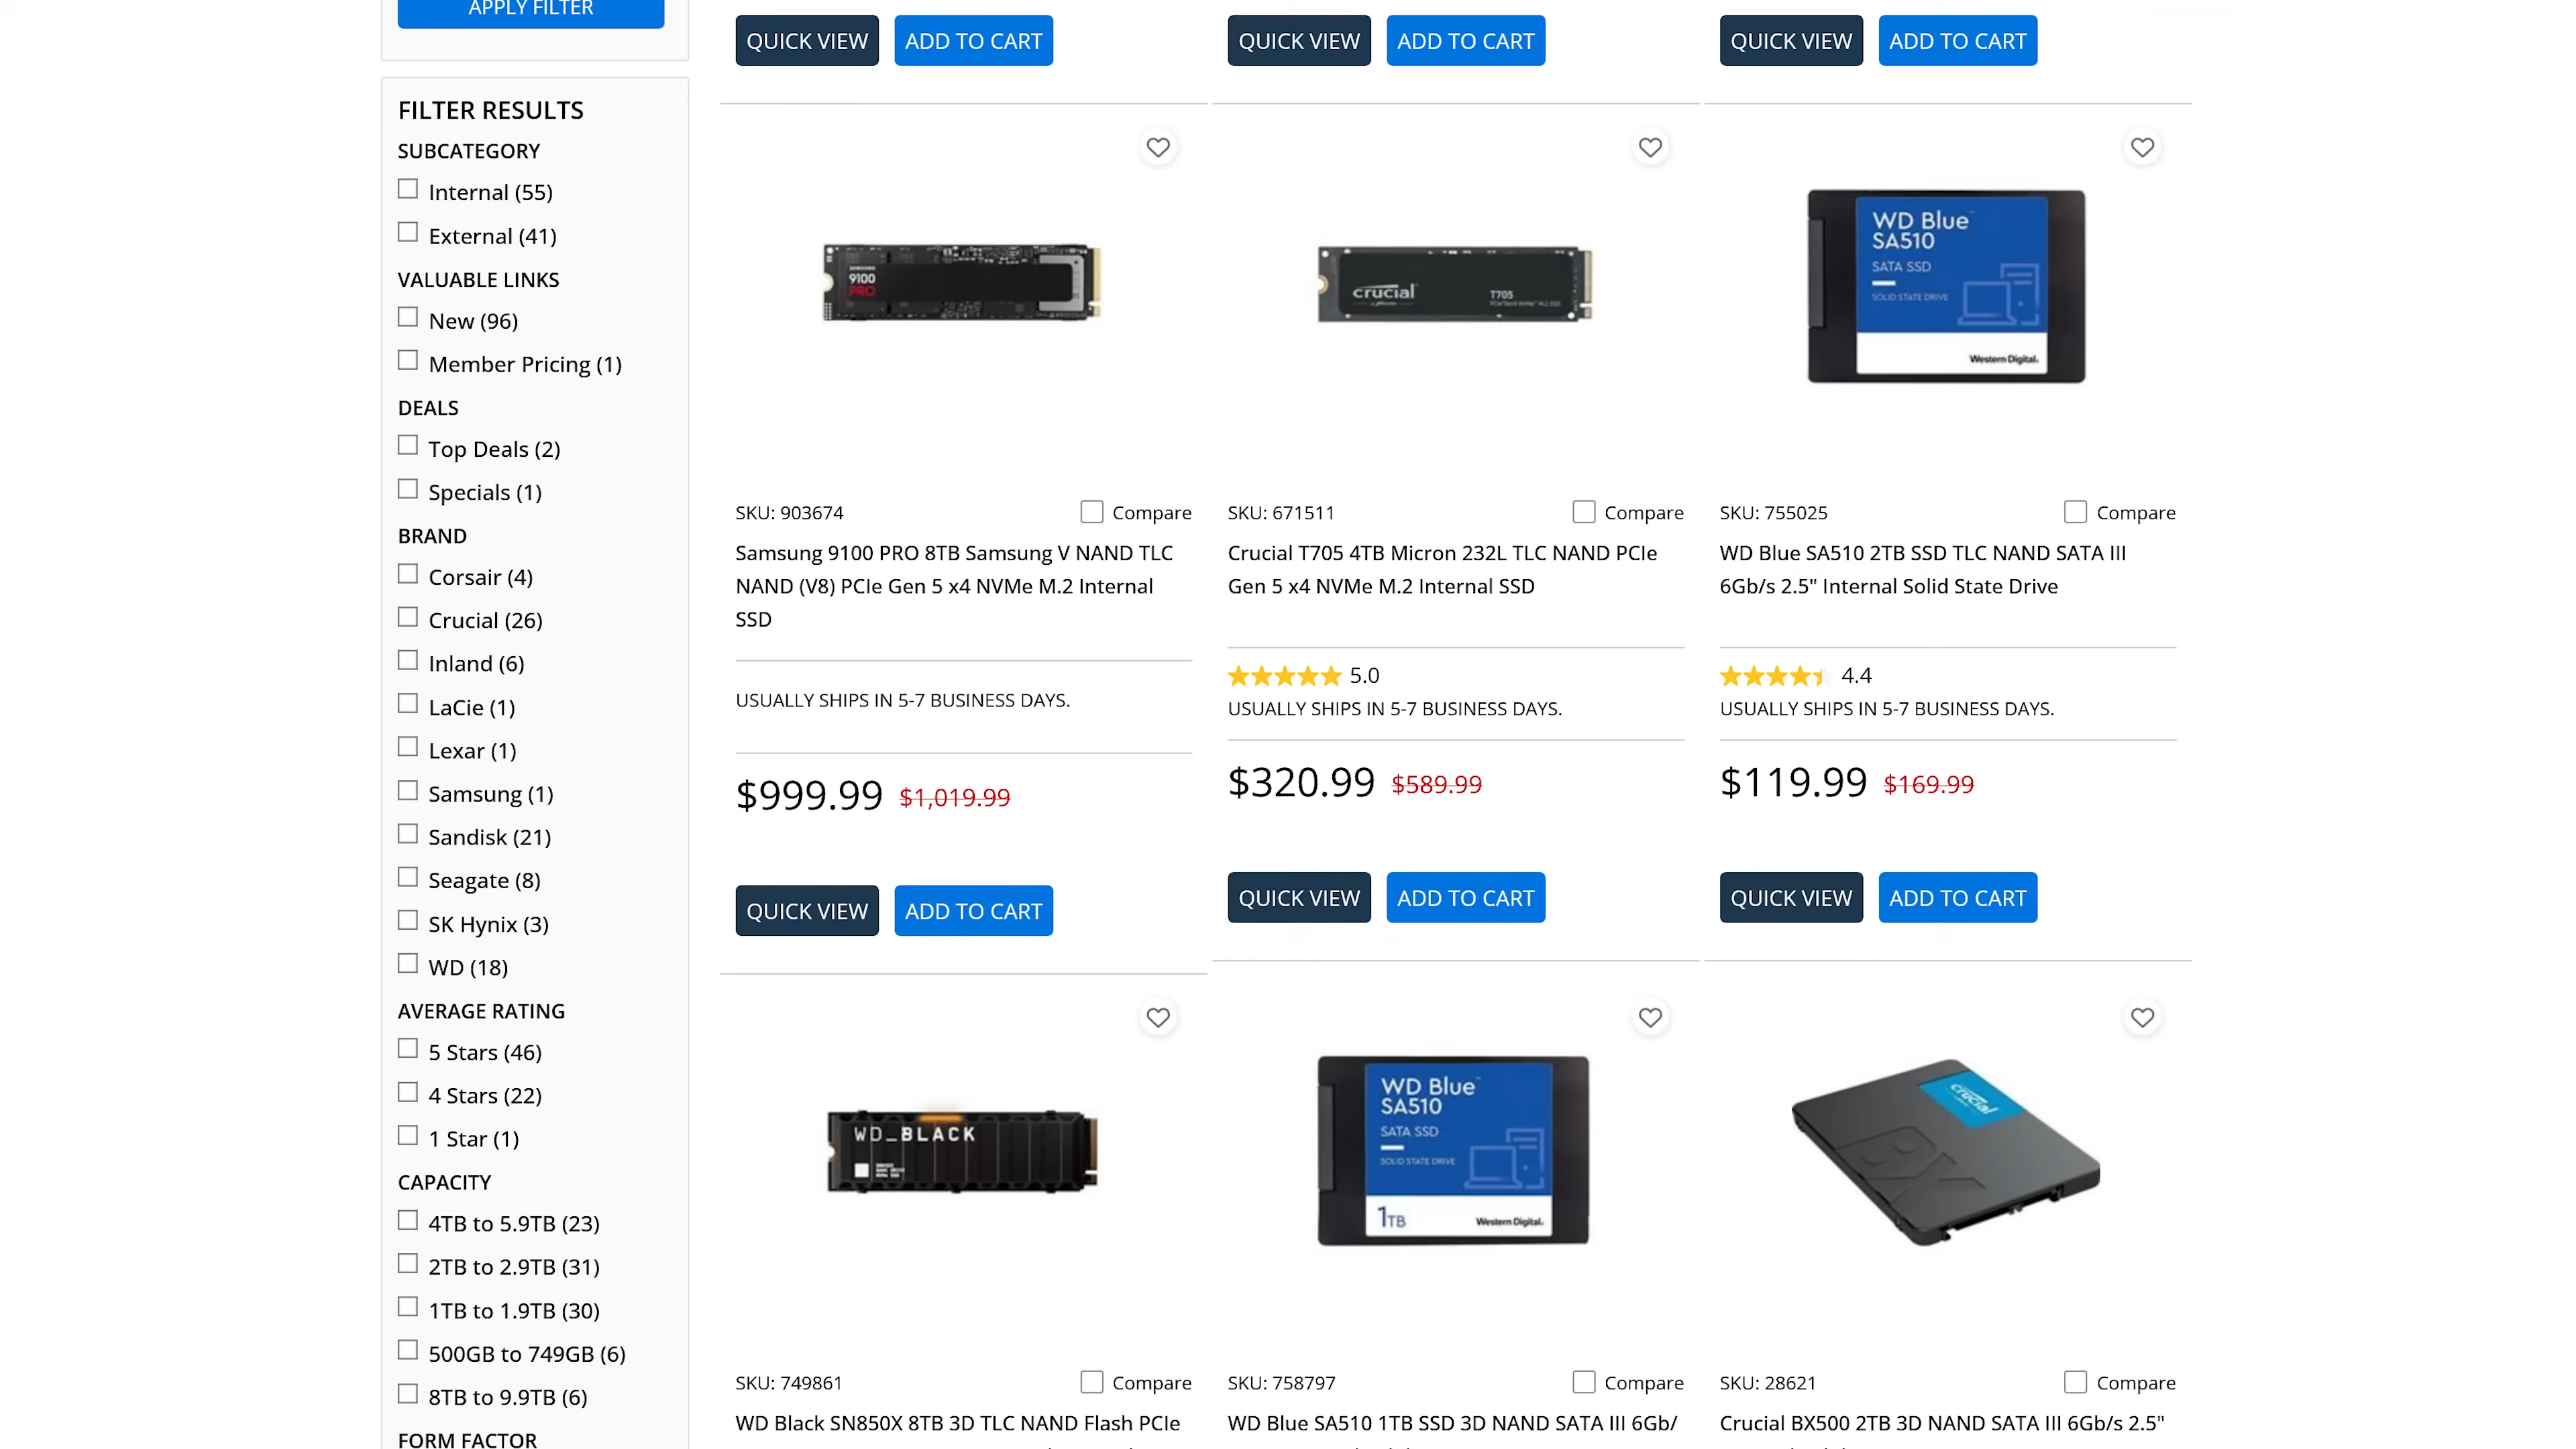 APPLY FILTER
FILTER RESULTS
SUBCATEGORY
Internal (55)
External (41)
VALUABLE LINKS
New (96)
Member Pricing (1)
DEALS
Top Deals (2)
Specials (1)
BRAND
Corsair (4)
Crucial (26)
Inland (6)
LaCie (1)
Lexar (1)
Samsung (1)
Sandisk (21)
Seagate (8)
SK Hynix (3)
WD (18)
AVERAGE RATING
5 Stars (46)
4 Stars (22)
1 Star (1)
CAPACITY
4TB to 5.9TB (23)
2TB to 2.9TB (31)
1TB to 1.9TB (30)
500GB to 749GB (6)
8TB to 9.9TB (6)
FORM FACTOR
QUICK VIEW ADD TO CART
QUICK VIEW ADD TO CART
QUICK VIEW ADD TO CART
SAMSUNG
9100
PRO
SKU: 903674 Compare
Samsung 9100 PRO 8TB Samsung V NAND TLC
NAND (V8) PCIe Gen 5 x4 NVMe M.2 Internal
SSD
USUALLY SHIPS IN 5-7 BUSINESS DAYS.
$999.99 $1,019.99
QUICK VIEW ADD TO CART
crucial
T705
SKU: 671511 Compare
Crucial T705 4TB Micron 232L TLC NAND PCIe
Gen 5 x4 NVMe M.2 Internal SSD
5.0
USUALLY SHIPS IN 5-7 BUSINESS DAYS.
$320.99 $589.99
QUICK VIEW ADD TO CART
WD Blue™
SA510
SATA SSD
SOLID STATE DRIVE
Western Digital.
SKU: 755025 Compare
WD Blue SA510 2TB SSD TLC NAND SATA III
6Gb/s 2.5" Internal Solid State Drive
4.4
USUALLY SHIPS IN 5-7 BUSINESS DAYS.
$119.99 $169.99
QUICK VIEW ADD TO CART
WD_BLACK
SKU: 749861 Compare
WD Black SN850X 8TB 3D TLC NAND Flash PCIe
WD Blue™
SA510
SATA SSD
SOLID STATE DRIVE
1TB
Western Digital.
SKU: 758797 Compare
WD Blue SA510 1TB SSD 3D NAND SATA III 6Gb/
crucial
BX
SKU: 28621 Compare
Crucial BX500 2TB 3D NAND SATA III 6Gb/s 2.5"